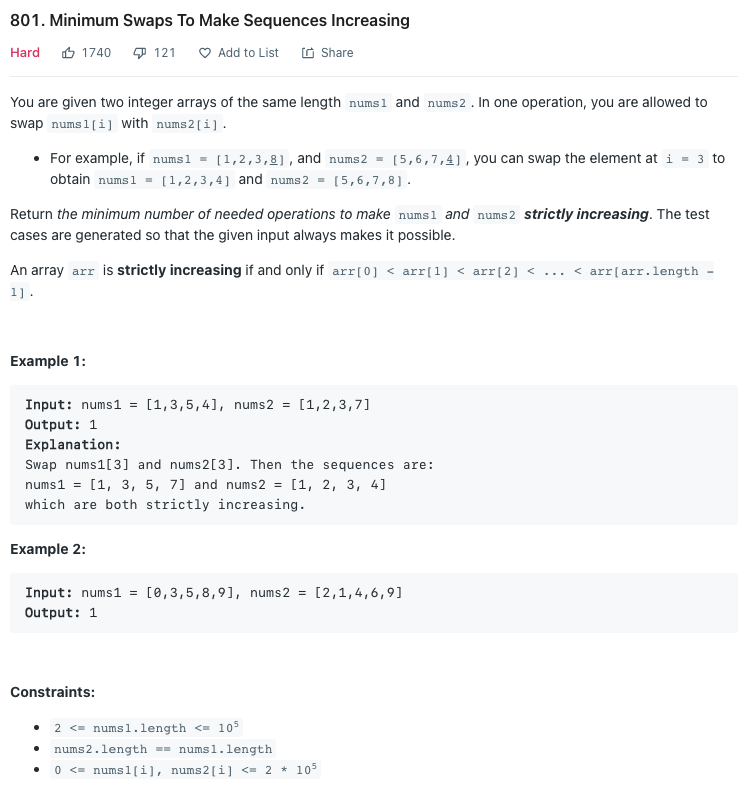 801. Minimum Swaps To Make Sequences Increasing
Hard 1740 121 Add to List Share
You are given two integer arrays of the same length nums1 and nums2 . In one operation, you are allowed to
swap nums1[i] with nums2[i] .
• For example, if nums1 = [1,2,3,8] , and nums2 = [5,6,7,4] , you can swap the element at i = 3 to
obtain nums1 = [1,2,3,4] and nums2 = [5,6,7,8] .
Return the minimum number of needed operations to make nums1 and nums2 strictly increasing. The test
cases are generated so that the given input always makes it possible.
An array arr is strictly increasing if and only if arr[0] < arr[1] < arr[2] < ... < arr[arr.length -
1] .
Example 1:
Input: nums1 = [1,3,5,4], nums2 = [1,2,3,7]
Output: 1
Explanation:
Swap nums1[3] and nums2[3]. Then the sequences are:
nums1 = [1, 3, 5, 7] and nums2 = [1, 2, 3, 4]
which are both strictly increasing.
Example 2:
Input: nums1 = [0,3,5,8,9], nums2 = [2,1,4,6,9]
Output: 1
Constraints:
• 2 <= nums1.length <= 10⁵
• nums2.length == nums1.length
• 0 <= nums1[i], nums2[i] <= 2 * 10⁵